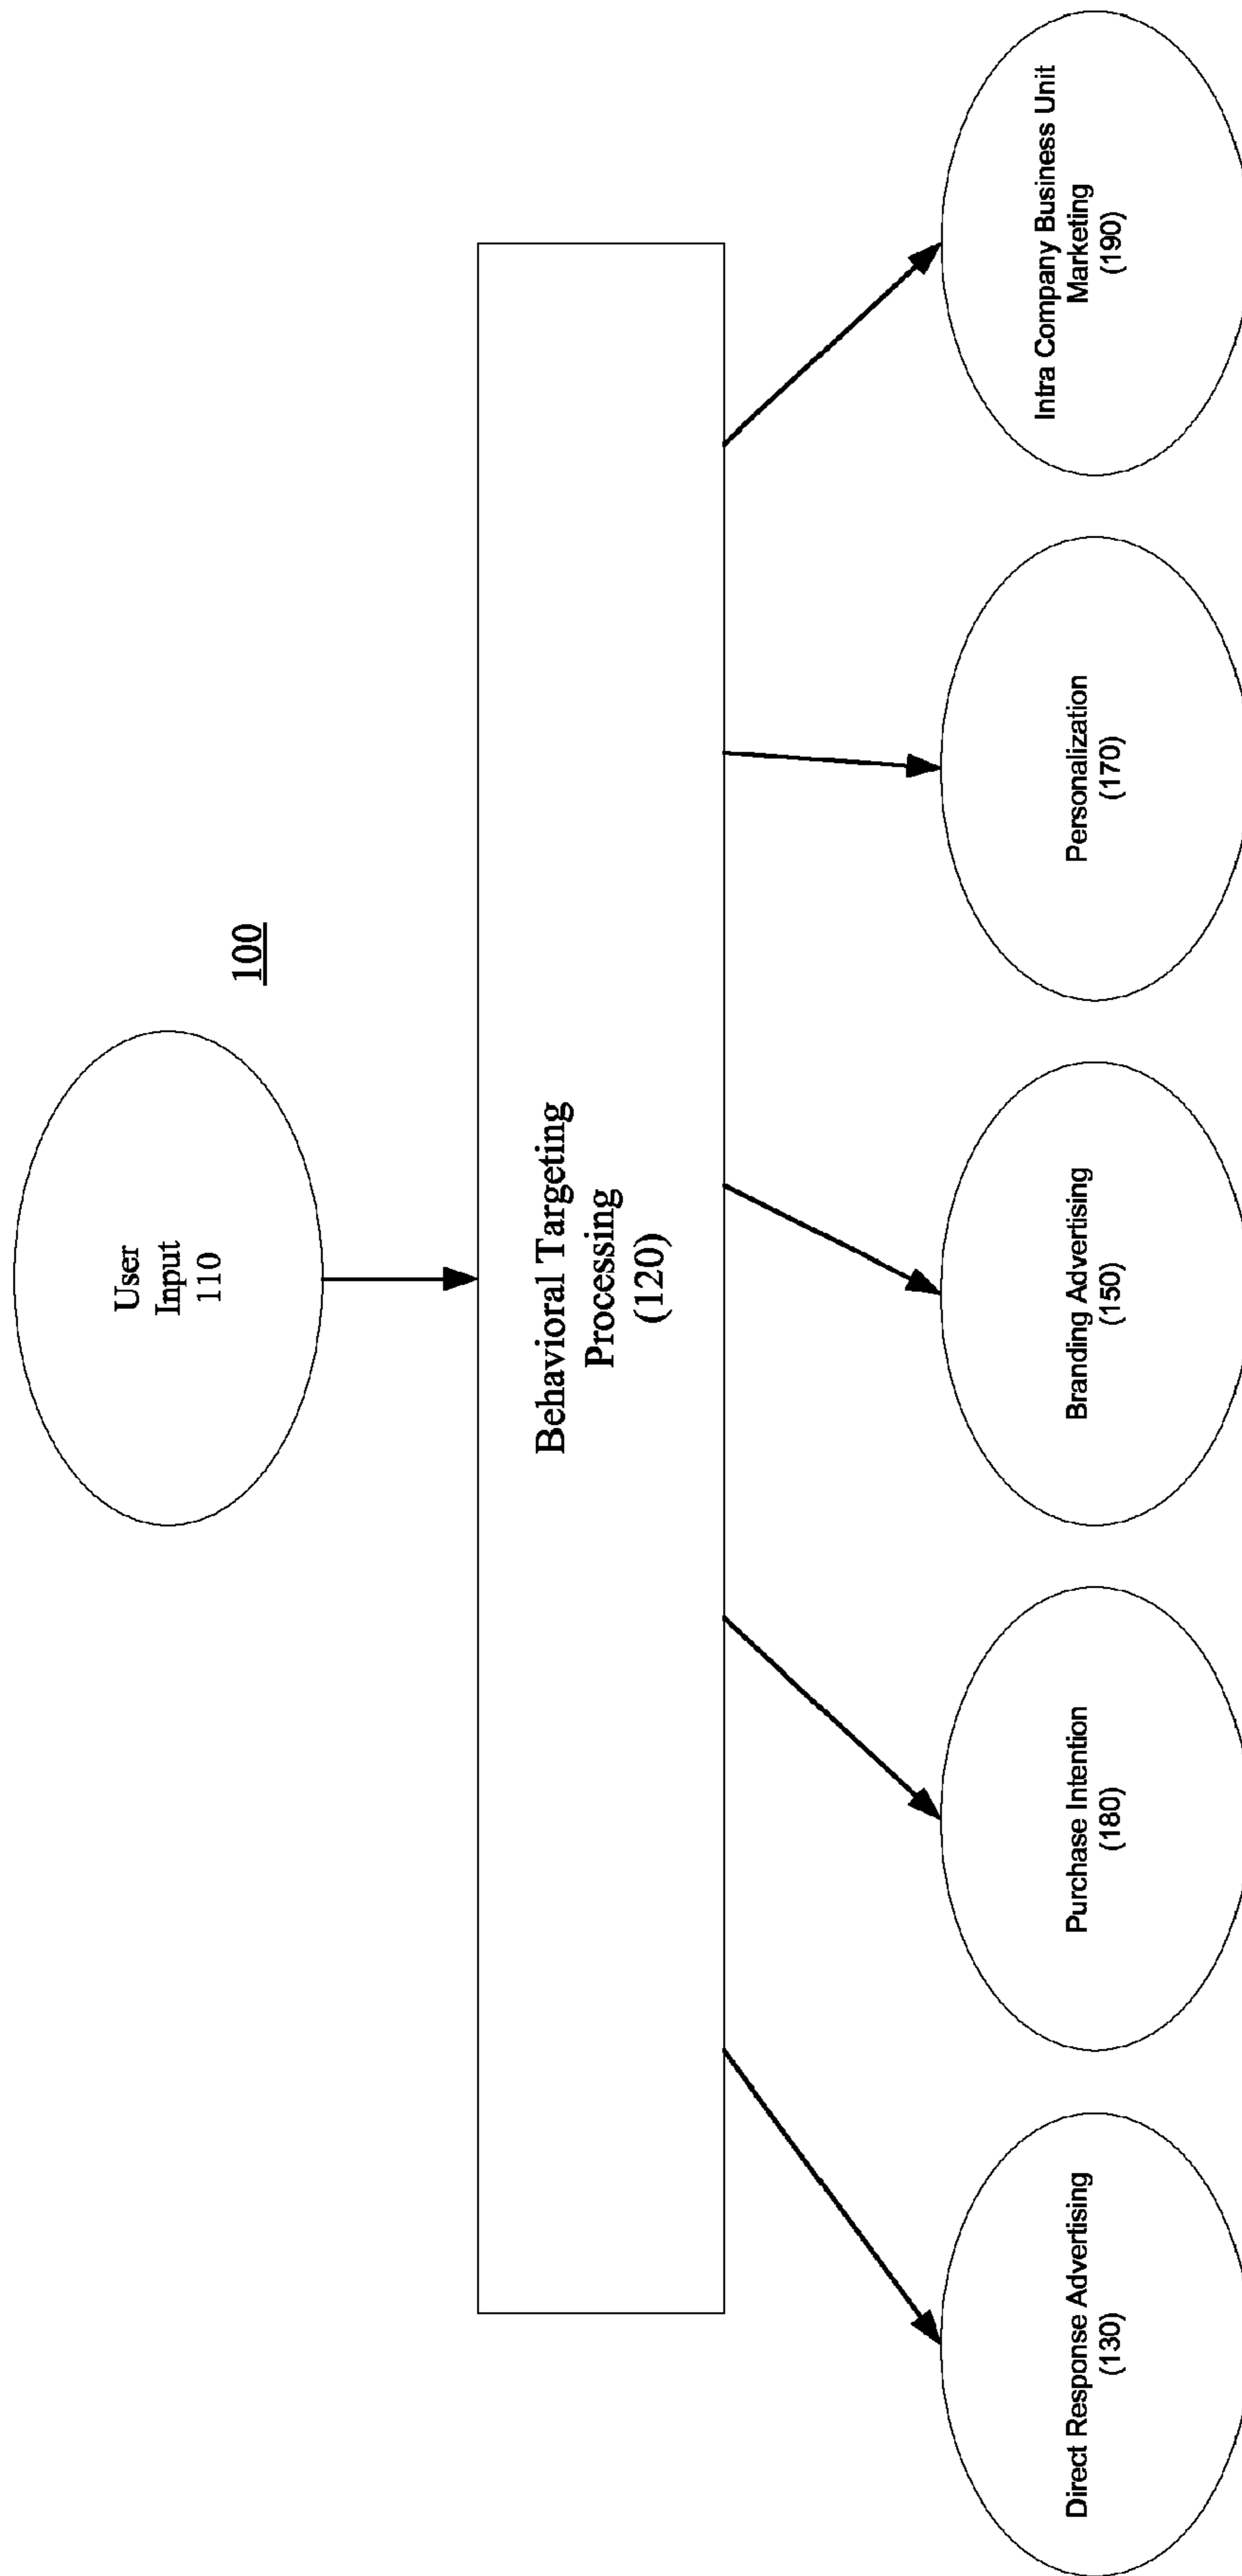 User
Input
110
100
Behavioral Targeting
Processing
(120)
Direct Response Advertising
(130)
Purchase Intention
(180)
Branding Advertising
(150)
Personalization
(170)
Intra Company Business Unit
Marketing
(190)